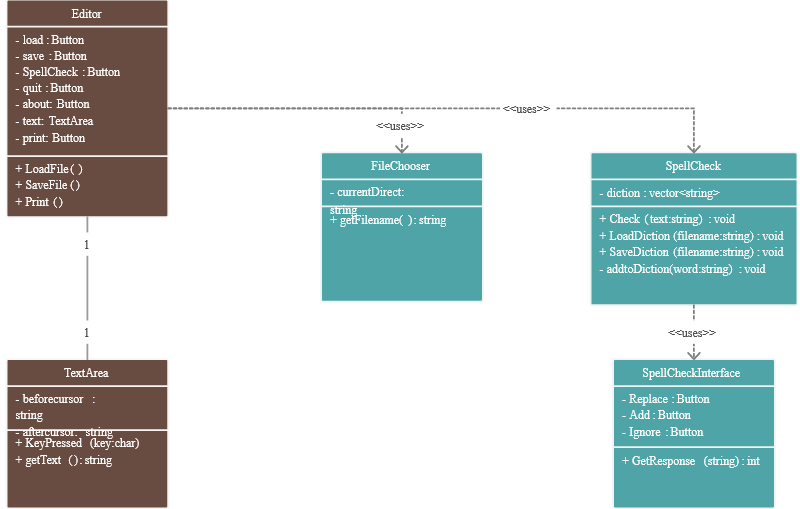 Editor
- load : Button
- save : Button
- SpellCheck : Button
- quit : Button
- about: Button
- text: TextArea
- print: Button
+ LoadFile ( )
+ SaveFile ()
+ Print ()
<<uses>>
<<uses>>
FileChooser
- currentDirect:
string
+ getFilename( ): string
SpellCheck
- diction : vector<string>
+ Check (text:string) : void
+ LoadDiction (filename:string) : void
+ SaveDiction (filename:string) : void
- addtoDiction(word:string) : void
1
1
<<uses>>
TextArea
- beforecursor :
string
- aftercursor: string
+ KeyPressed (key:char)
+ getText (): string
SpellCheckInterface
- Replace : Button
- Add : Button
- Ignore : Button
+ GetResponse (string) : int